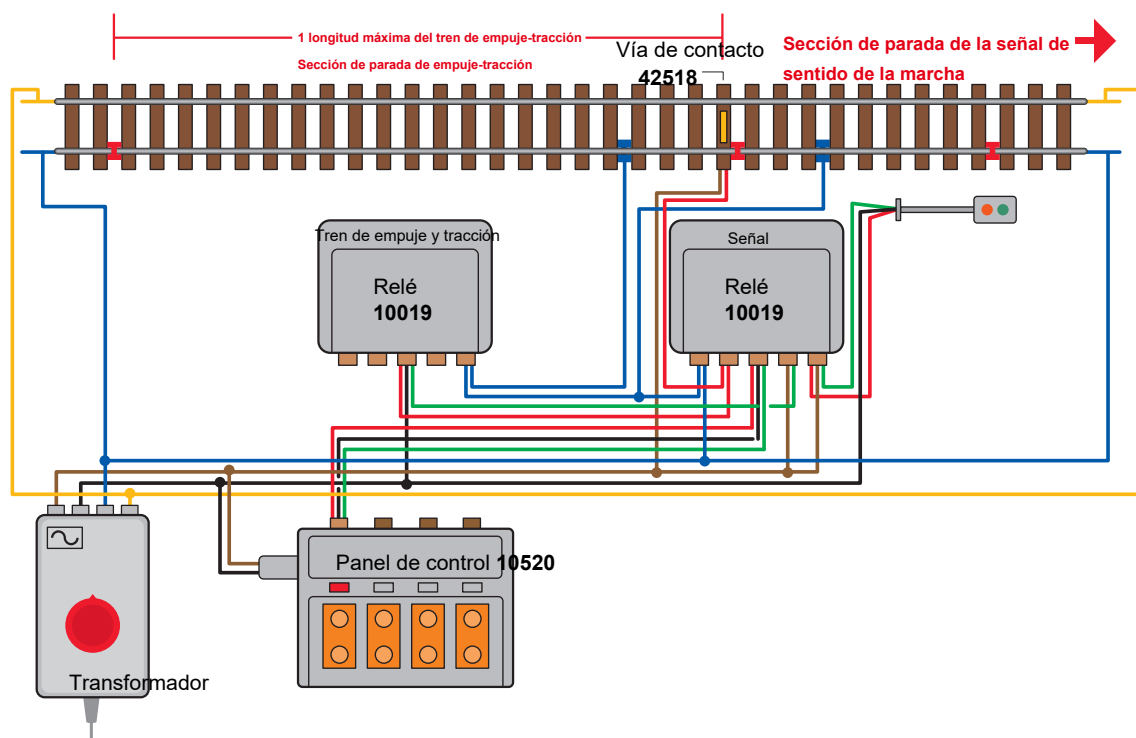 1 longitud máxima del tren de empuje-tracción
Sección de parada de empuje-tracción
Vía de contacto
42518
Sección de parada de la señal de
sentido de la marcha
Tren de empuje y tracción
Relé
10019
Señal
Relé
10019
Panel de control 10520
Transformador